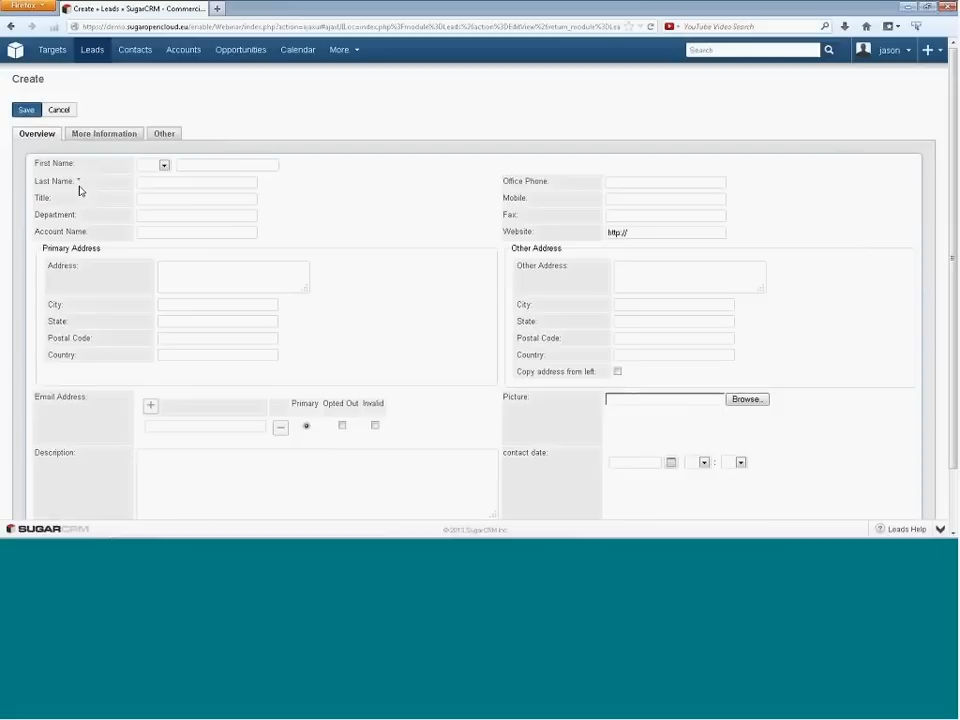 Firefox
Create » Leads » SugarCRM - Commerci...
YouTube Video Search
Targets Leads Contacts Accounts Opportunities Calendar More Search jason
Create
Save Cancel
Overview More Information Other
First Name:
Last Name: * Office Phone:
Title: Mobile:
Department: Fax:
Account Name: Website: http://
Primary Address Other Address
Address: Other Address:
City: City:
State: State:
Postal Code: Postal Code:
Country: Country:
Copy address from left:
Email Address: Primary Opted Out Invalid Picture: Browse...
Description: contact date: :
SUGARCRM © 2013 SugarCRM Inc. Leads Help